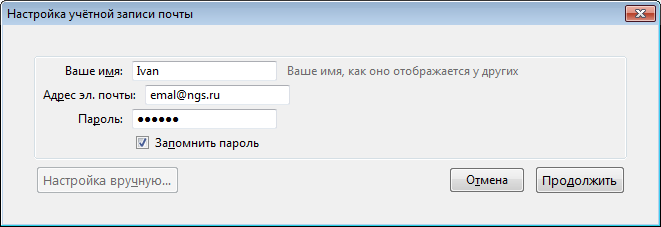 Настройка учётной записи почты
Ваше имя: Ivan Ваше имя, как оно отображается у других
Адрес эл. почты: emal@ngs.ru
Пароль: ●●●●●●
Запомнить пароль
Настройка вручную... Отмена Продолжить